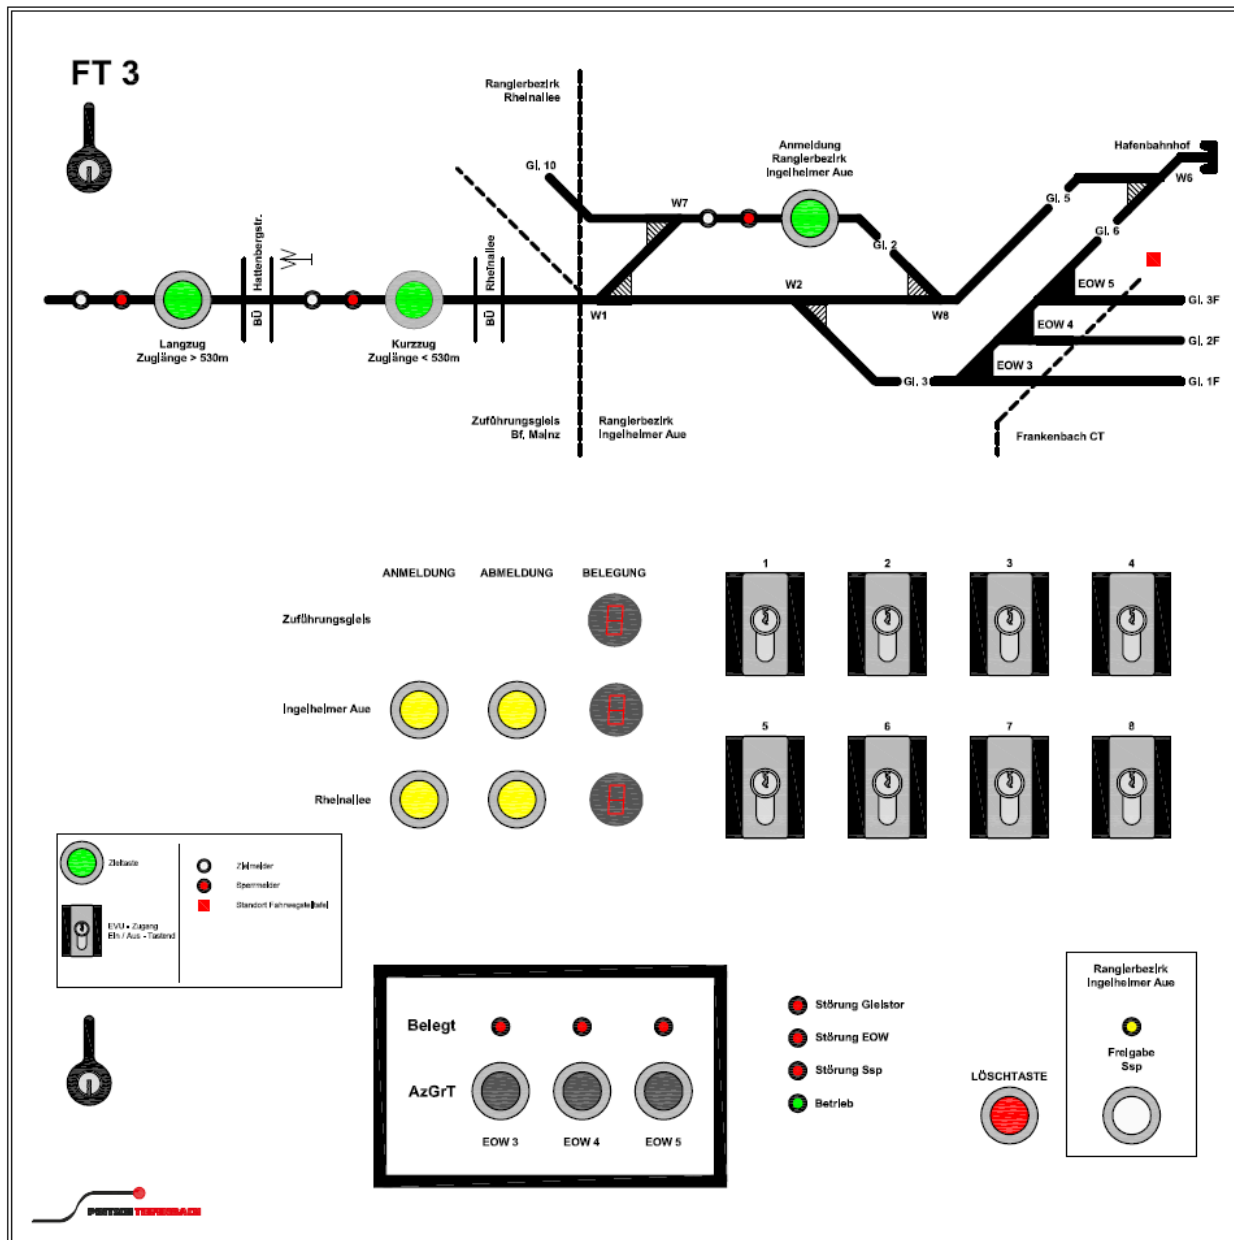 FT 3
Rangierbezirk
Rheinallee
Gl. 10
W7
Anmeldung
Rangierbezirk
Ingelheimer Aue
Hafenbahnhof
W6
Gl. 5
Gl. 6
Gl. 2
BÜ Hattenbergstr.
BÜ Rheinallee
W1
W2
W8
EOW 5
EOW 4
EOW 3
Gl. 3F
Gl. 2F
Gl. 1F
Gl. 3
Langzug
Zuglänge > 530m
Kurzzug
Zuglänge < 530m
Zuführungsgleis
Bf. Mainz
Rangierbezirk
Ingelheimer Aue
Frankenbach CT
ANMELDUNG ABMELDUNG BELEGUNG
Zuführungsgleis
Ingelheimer Aue
Rheinallee
1 2 3 4
5 6 7 8
Zieltaste
EVU - Zugang
Ein / Aus - Tastend
Zielmelder
Sperrmelder
Standort Fahrwegstelltafel
Belegt
AzGrT
EOW 3 EOW 4 EOW 5
Störung Gleistor
Störung EOW
Störung Ssp
Betrieb
LÖSCHTASTE
Rangierbezirk
Ingelheimer Aue
Freigabe
Ssp
PINTSCH TIEFENBACH